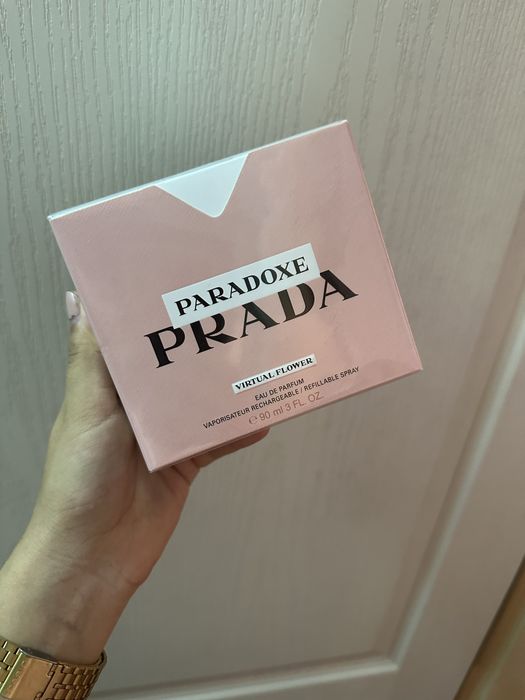 PARADOXE
PRADA
VIRTUAL FLOWER
EAU DE PARFUM
VAPORISATEUR RECHARGEABLE / REFILLABLE SPRAY
℮ 90 ml 3 FL. OZ.